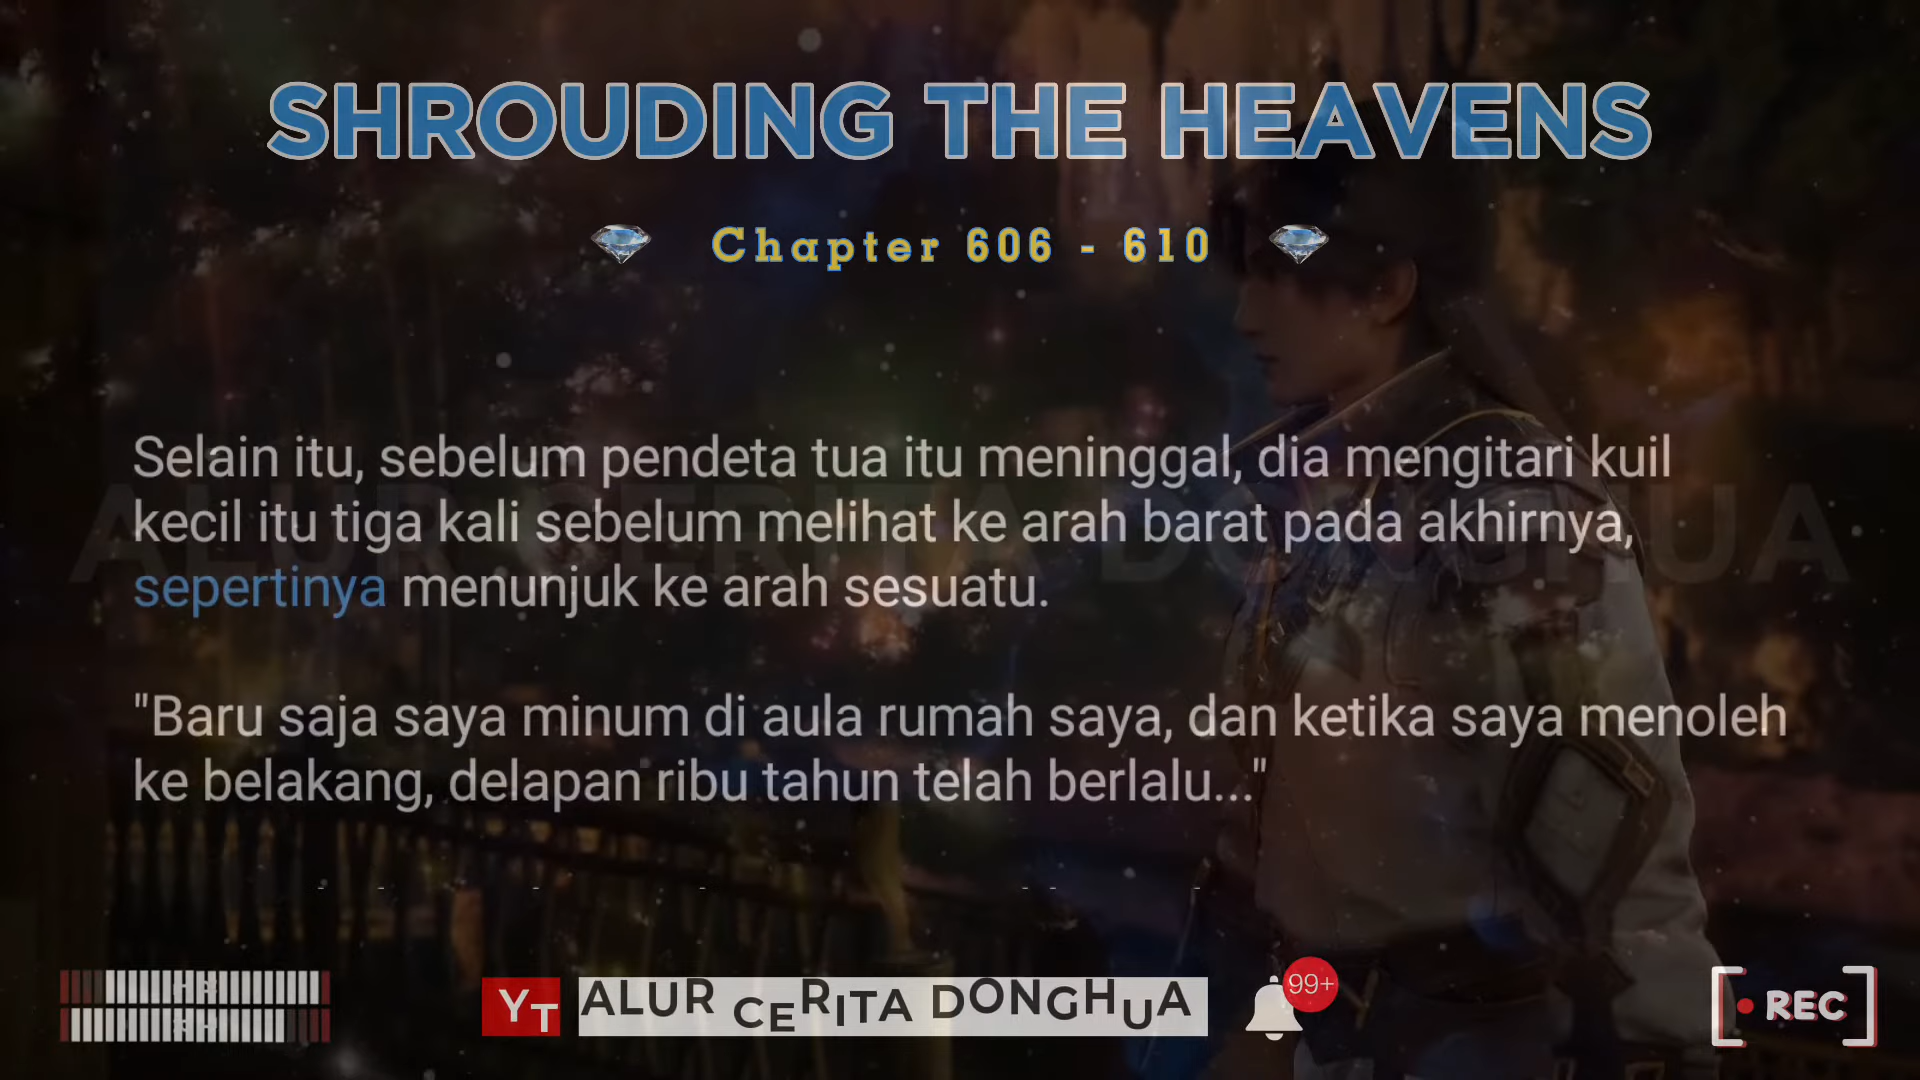 SHROUDING THE HEAVENS
Chapter 606 - 610
Selain itu, sebelum pendeta tua itu meninggal, dia mengitari kuil
kecil itu tiga kali sebelum melihat ke arah barat pada akhirnya,
sepertinya menunjuk ke arah sesuatu.
"Baru saja saya minum di aula rumah saya, dan ketika saya menoleh
ke belakang, delapan ribu tahun telah berlalu..."
ALUR CERITA DONGHUA
YT ALUR CERITA DONGHUA
99+
REC